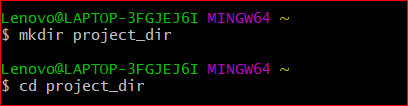 Lenovo@LAPTOP-3FGJEJ6I MINGW64 ~
$ mkdir project_dir
Lenovo@LAPTOP-3FGJEJ6I MINGW64 ~
$ cd project_dir